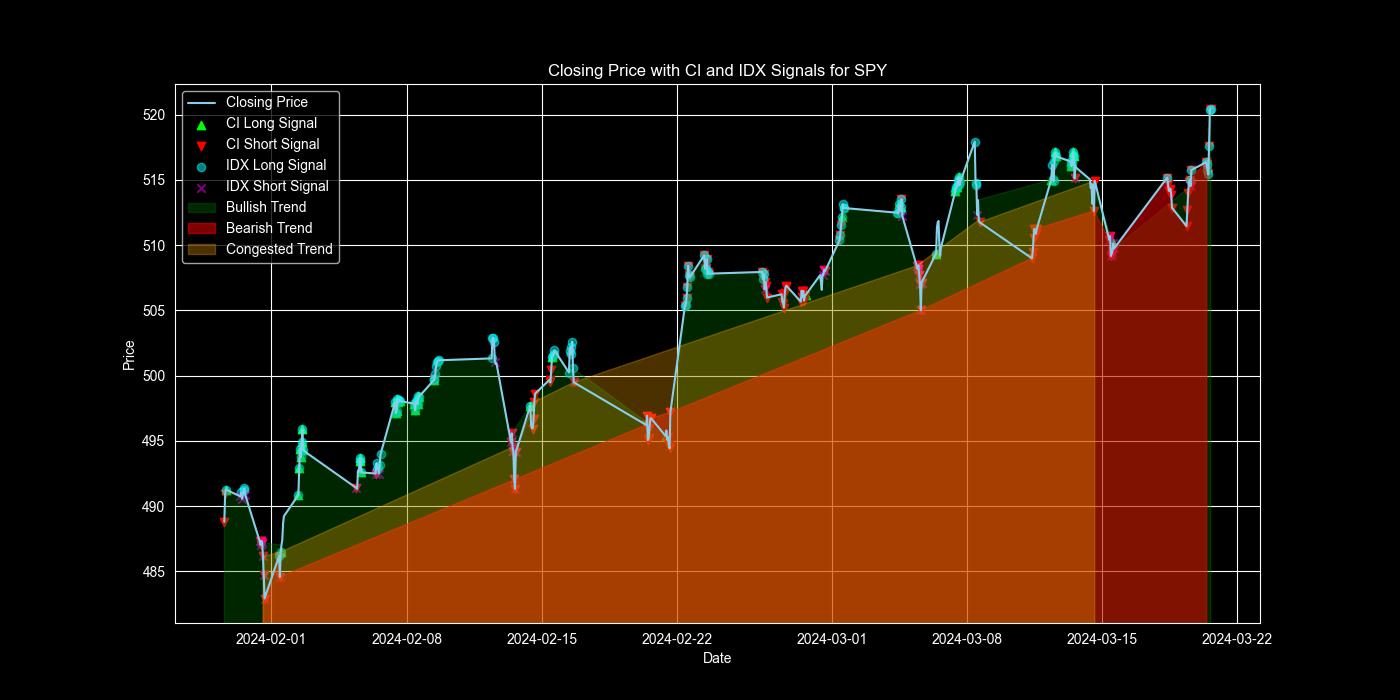 Closing Price with CI and IDX Signals for SPY
Closing Price
CI Long Signal
CI Short Signal
IDX Long Signal
IDX Short Signal
Bullish Trend
Bearish Trend
Congested Trend
Price
520
515
510
505
500
495
490
485
2024-02-01 2024-02-08 2024-02-15 2024-02-22 2024-03-01 2024-03-08 2024-03-15 2024-03-22
Date